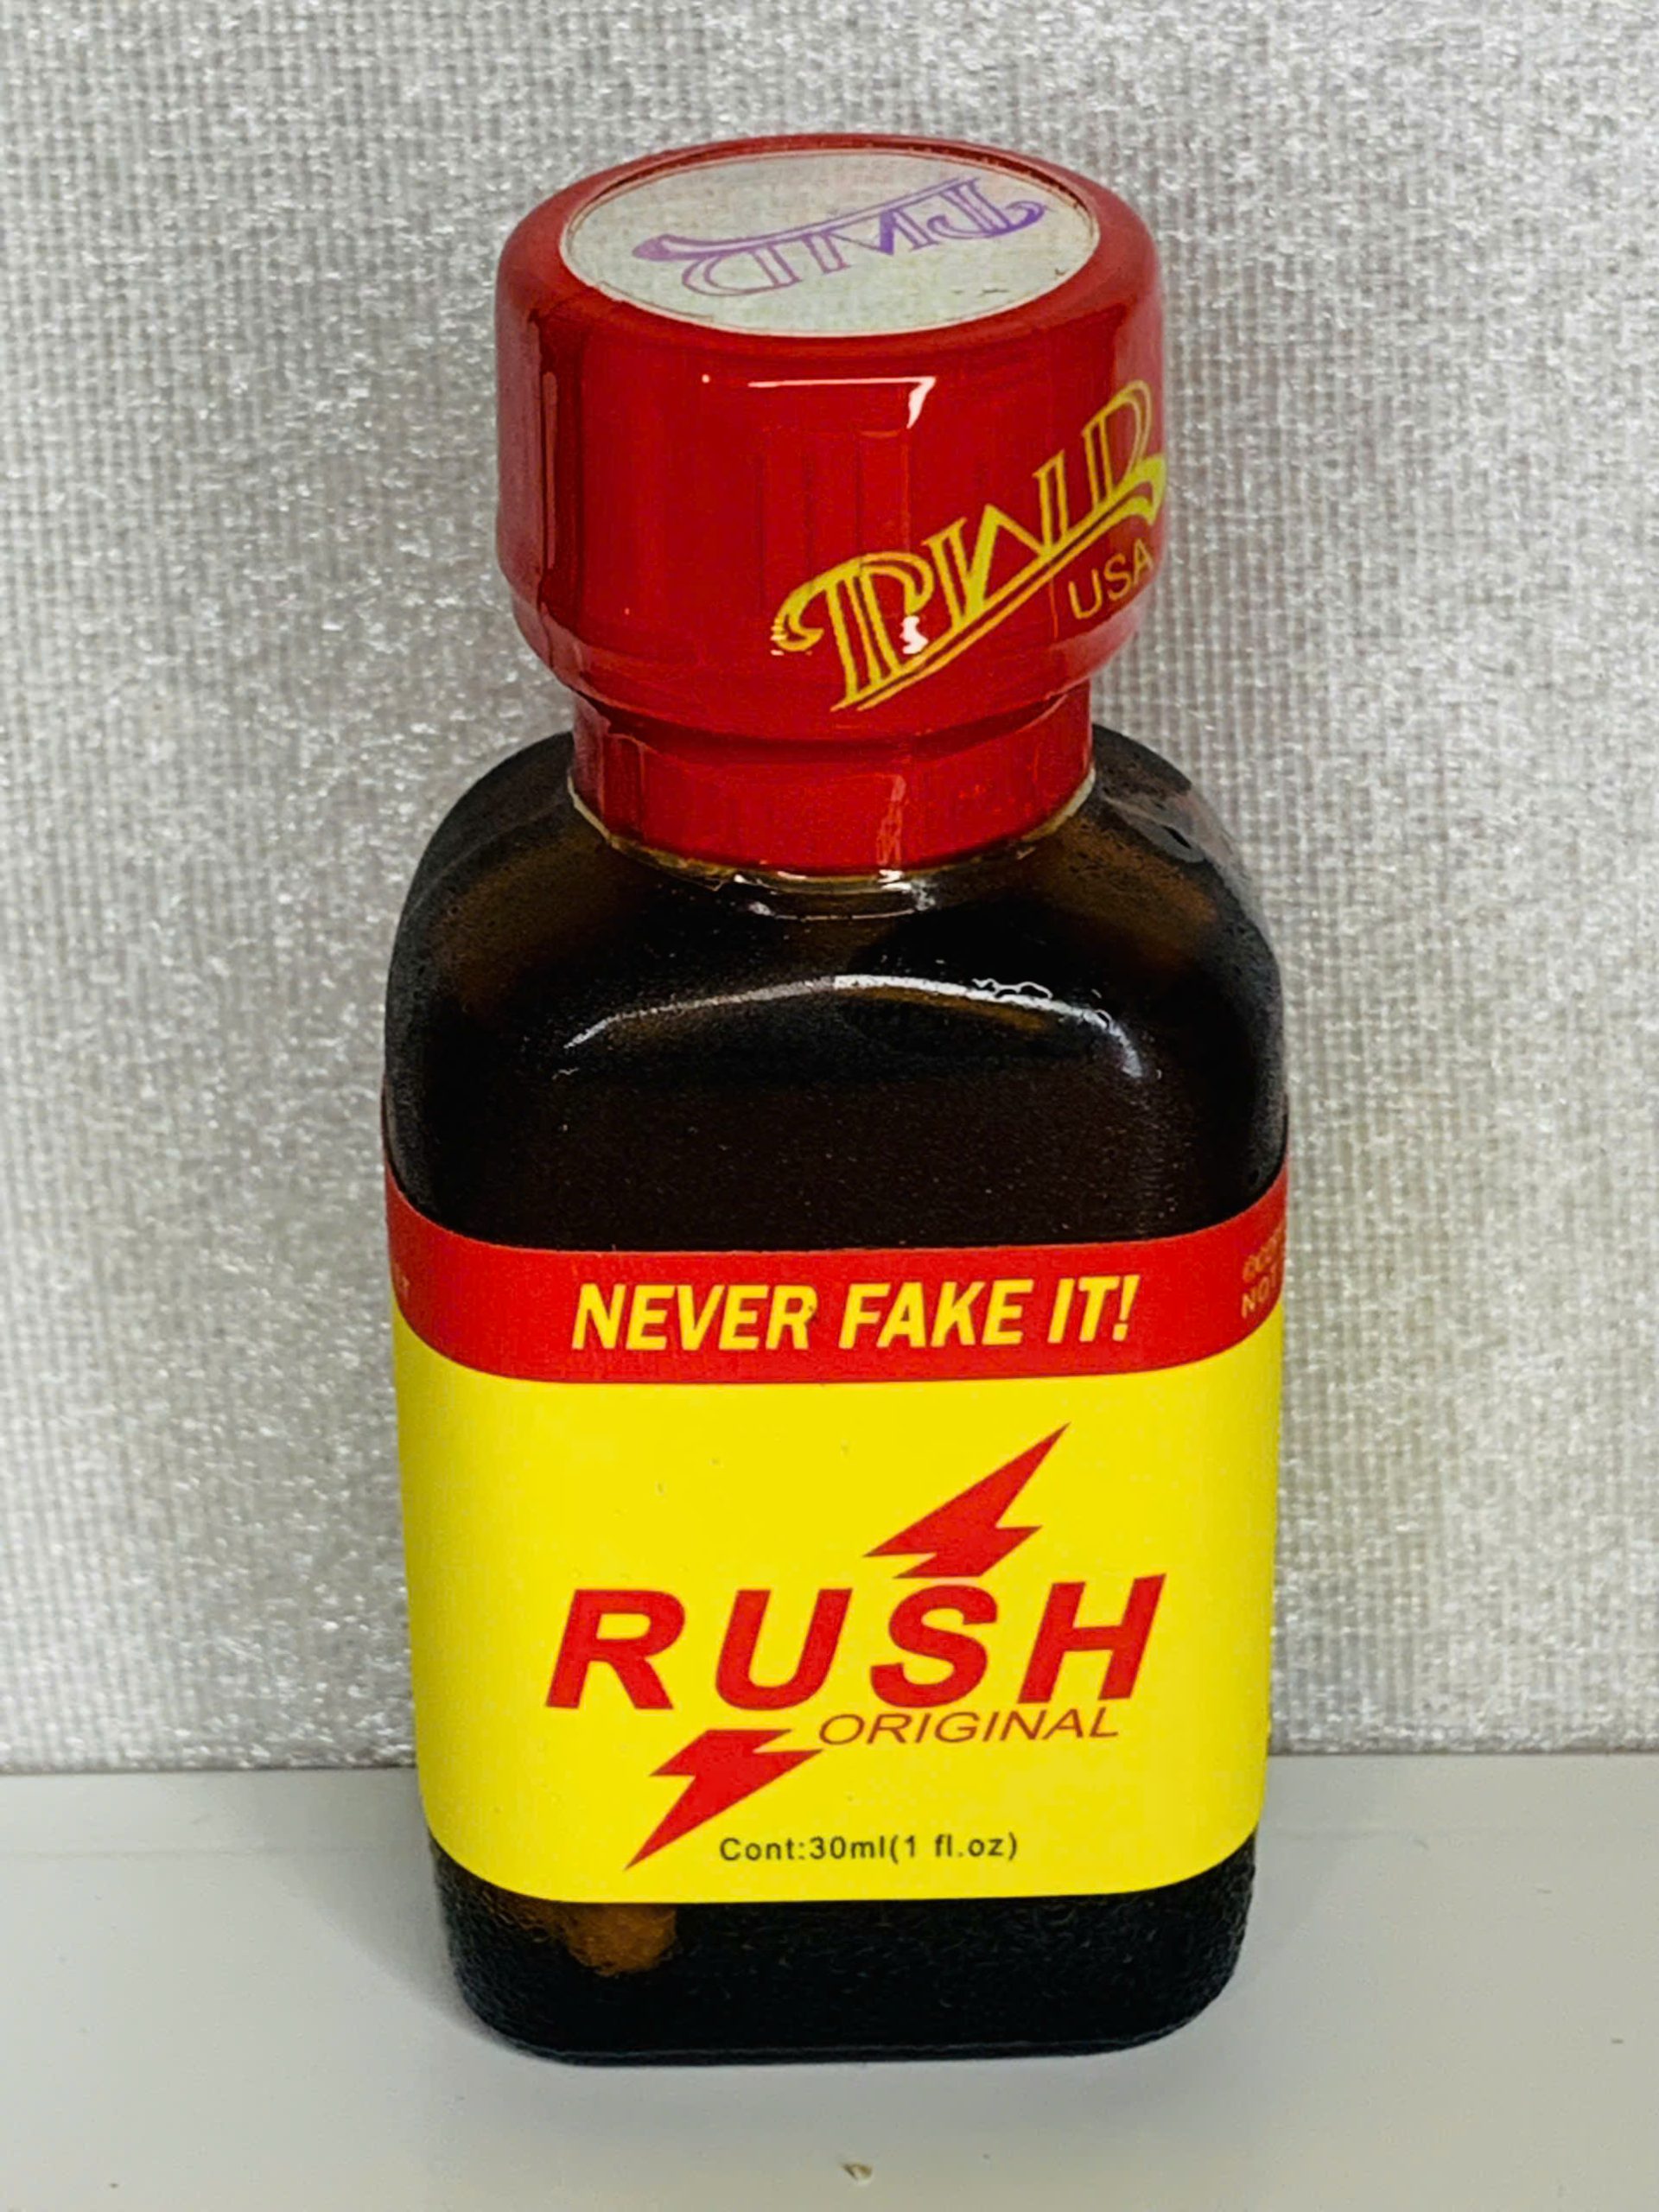 PWD
PWD
USA
NEVER FAKE IT!
RUSH
ORIGINAL
Cont:30ml(1 fl.oz)